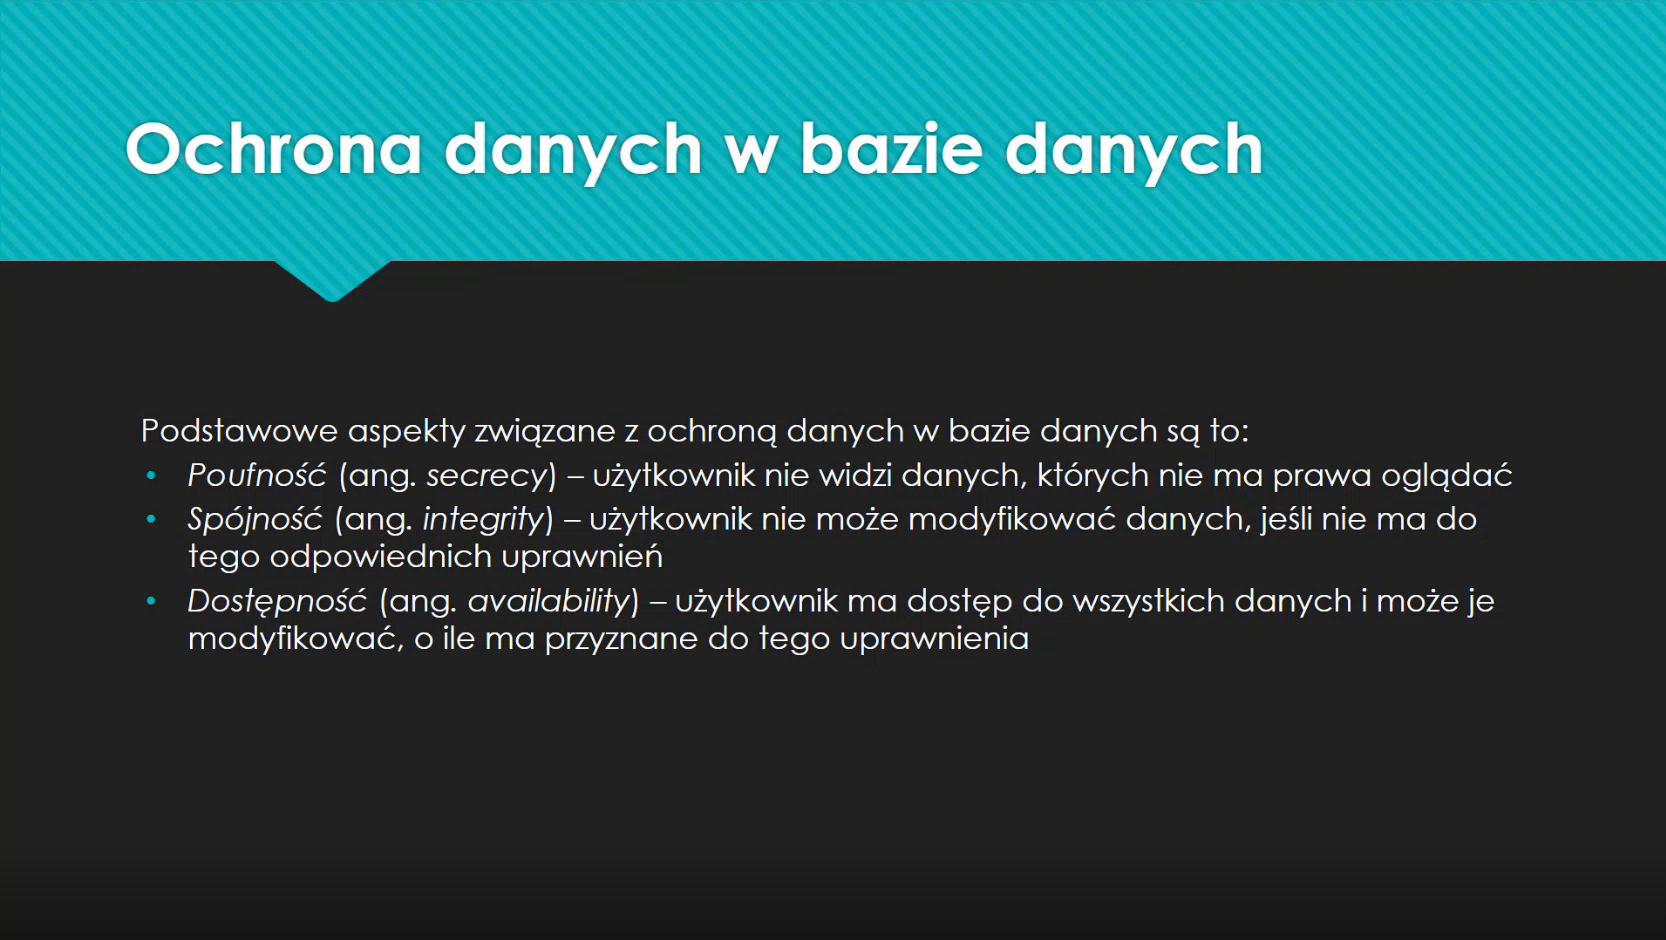 Ochrona danych w bazie danych
Podstawowe aspekty związane z ochroną danych w bazie danych są to:
• Poufność (ang. secrecy) – użytkownik nie widzi danych, których nie ma prawa oglądać
• Spójność (ang. integrity) – użytkownik nie może modyfikować danych, jeśli nie ma do
tego odpowiednich uprawnień
• Dostępność (ang. availability) – użytkownik ma dostęp do wszystkich danych i może je
modyfikować, o ile ma przyznane do tego uprawnienia